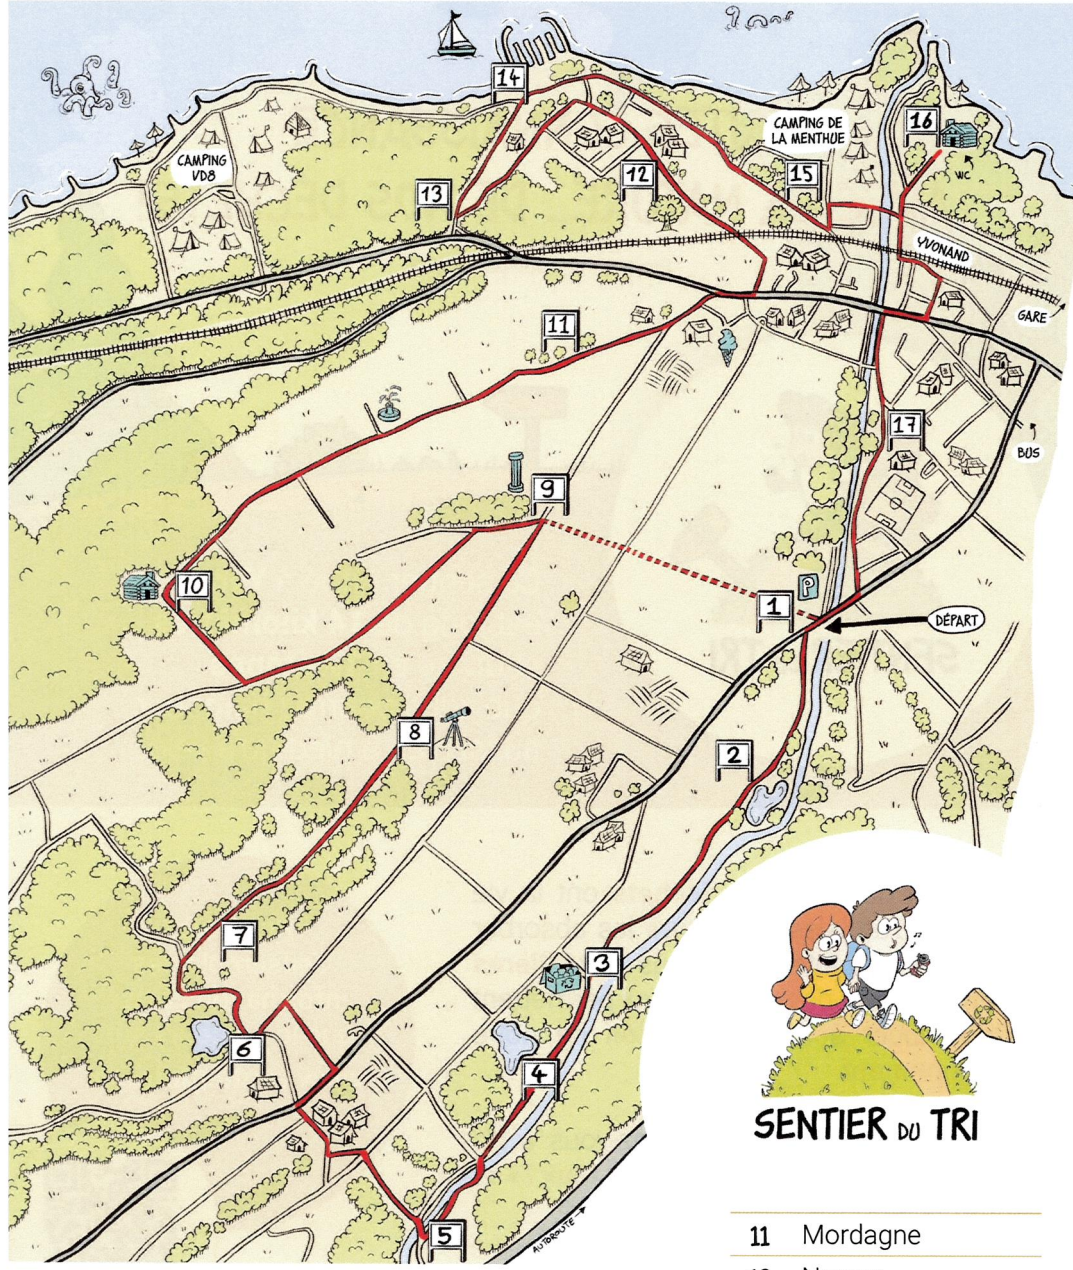 14
16
CAMPING DE
LA MENTHUE
CAMPING
VD8
WC
13
12
15
YVONAND
GARE
11
17
BUS
9
P
10
1
DÉPART
8
2
7
3
6
4
5
AUTOROUTE
SENTIER DU TRI
11 Mordagne